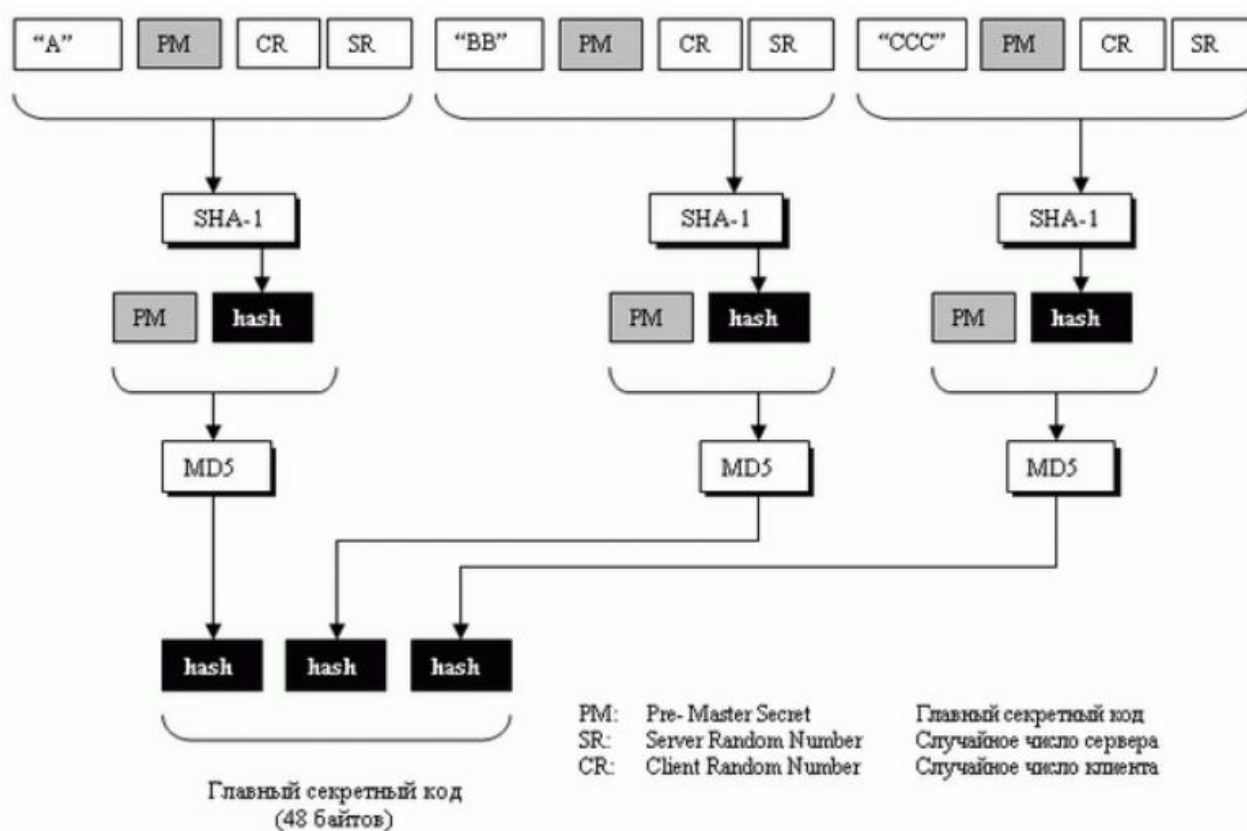 “A” PM CR SR “BB” PM CR SR “CCC” PM CR SR
SHA-1 SHA-1 SHA-1
PM hash PM hash PM hash
MD5 MD5 MD5
hash hash hash
PM: Pre- Master Secret Главный секретный код
SR: Server Random Number Случайное число сервера
CR: Client Random Number Случайное число клиента
Главный секретный код
(48 байтов)